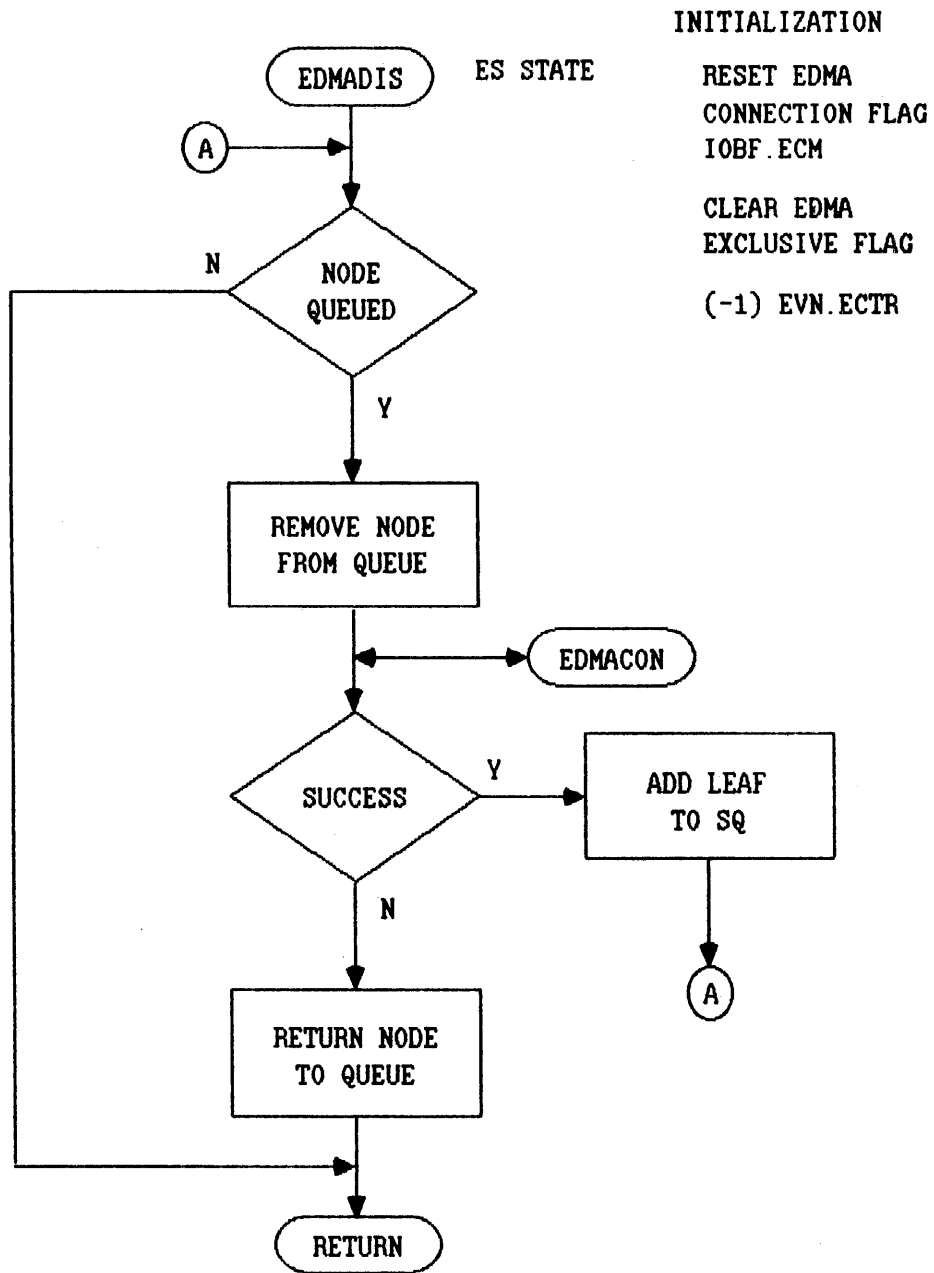 INITIALIZATION
EDMADIS
ES STATE
RESET EDMA
CONNECTION FLAG
IOBF.ECM
A
CLEAR EDMA
EXCLUSIVE FLAG
N
NODE
QUEUED
(-1) EVN.ECTR
Y
REMOVE NODE
FROM QUEUE
EDMACON
SUCCESS
Y
ADD LEAF
TO SQ
N
A
RETURN NODE
TO QUEUE
RETURN